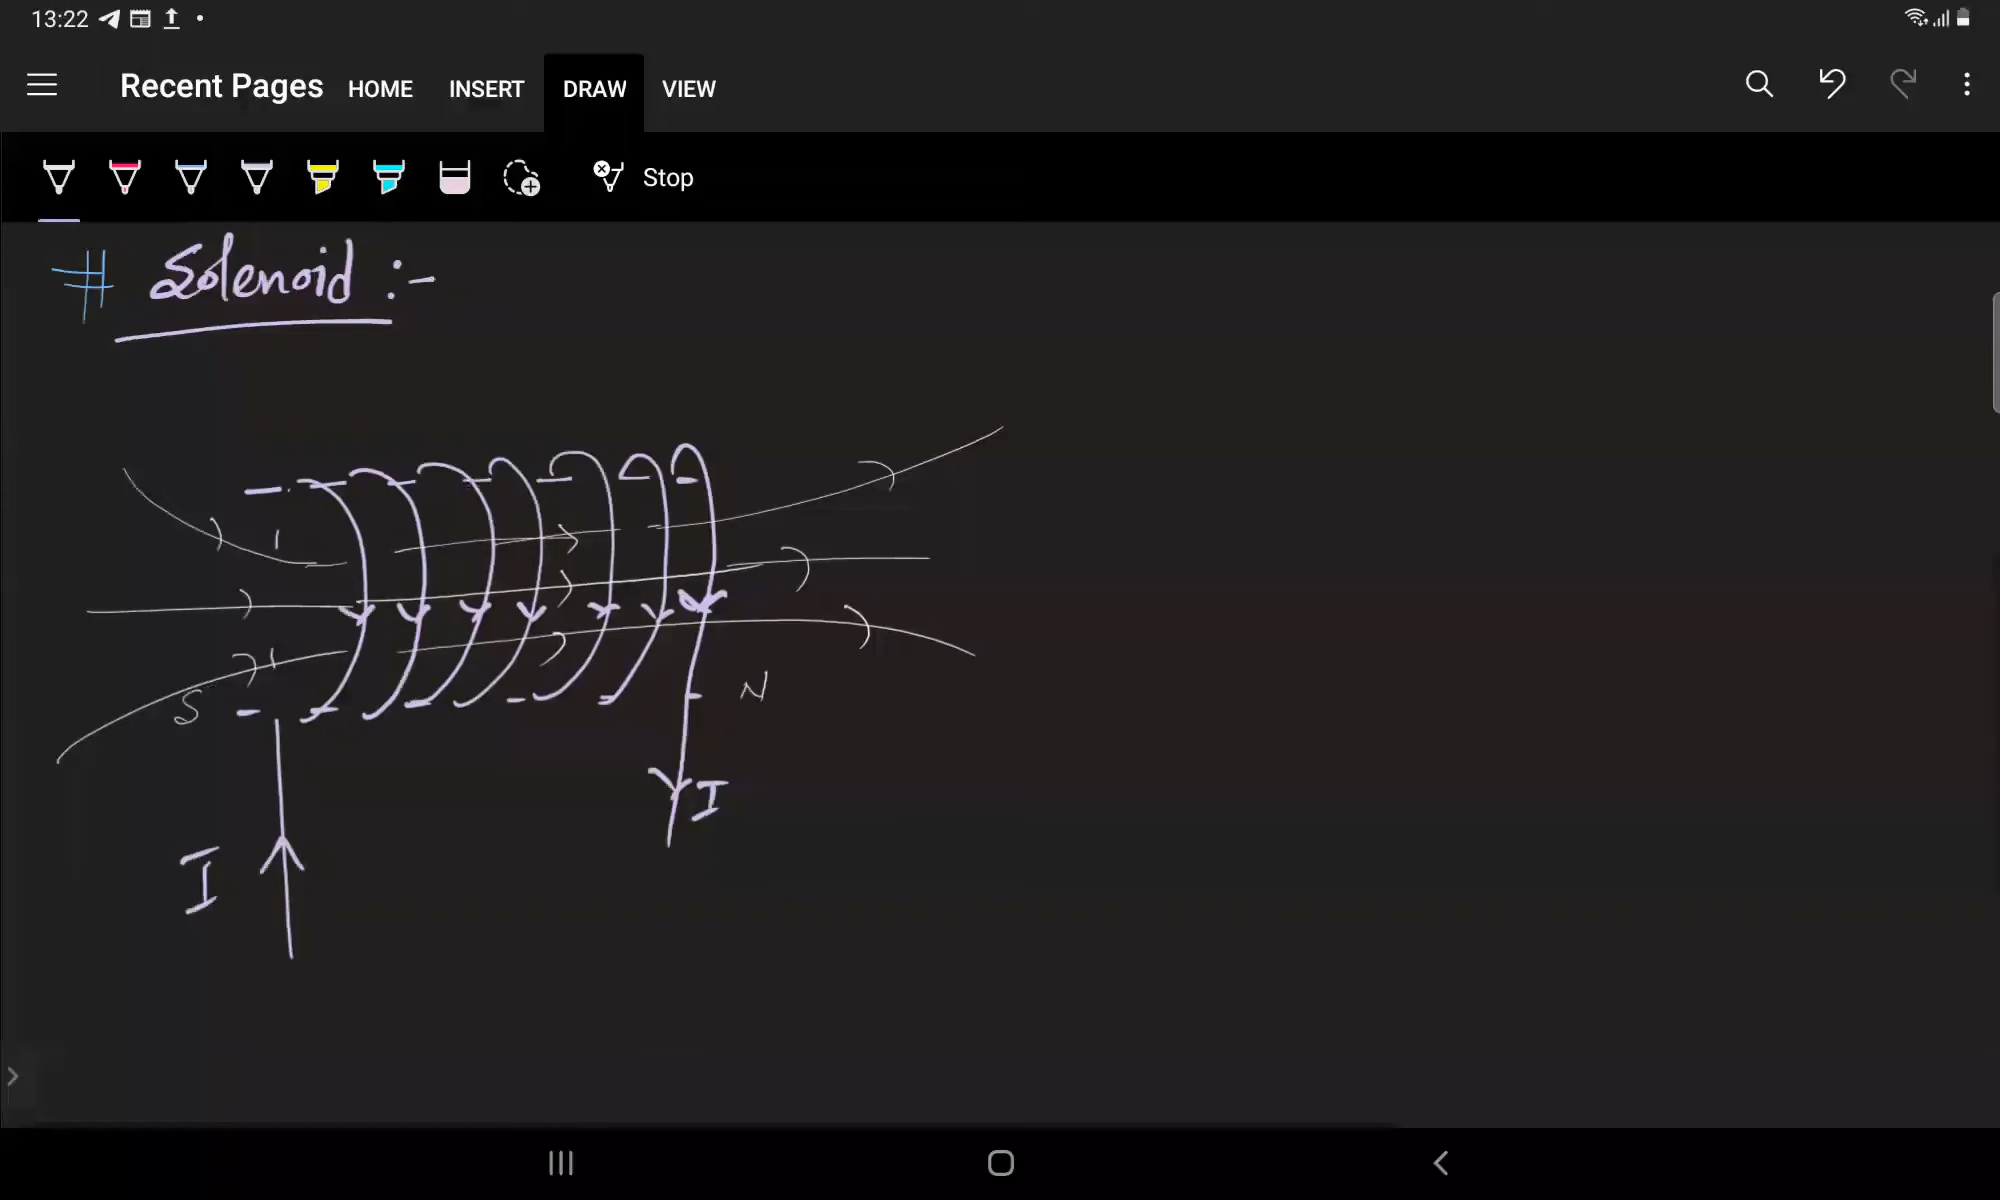 13:22
Recent Pages HOME INSERT DRAW VIEW
Stop
# Solenoid :-
S N
I
I